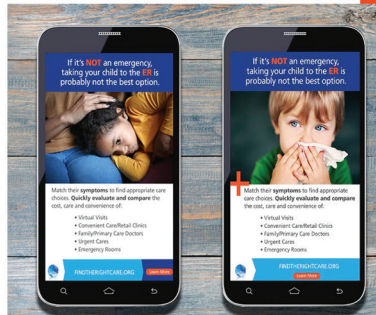 If it's NOT an emergency,
taking your child to the ER is
probably not the best option.
Match their symptoms to find appropriate care
choices. Quickly evaluate and compare the
cost, care and convenience of:
• Virtual Visits
• Convenient Care/Retail Clinics
• Family/Primary Care Doctors
• Urgent Cares
• Emergency Rooms
FINDTHERIGHTCARE.ORG
Learn More
If it's NOT an emergency,
taking your child to the ER is
probably not the best option.
Match their symptoms to find appropriate care
choices. Quickly evaluate and compare the
cost, care and convenience of:
• Virtual Visits
• Convenient Care/Retail Clinics
• Family/Primary Care Doctors
• Urgent Cares
• Emergency Rooms
FINDTHERIGHTCARE.ORG
Learn More